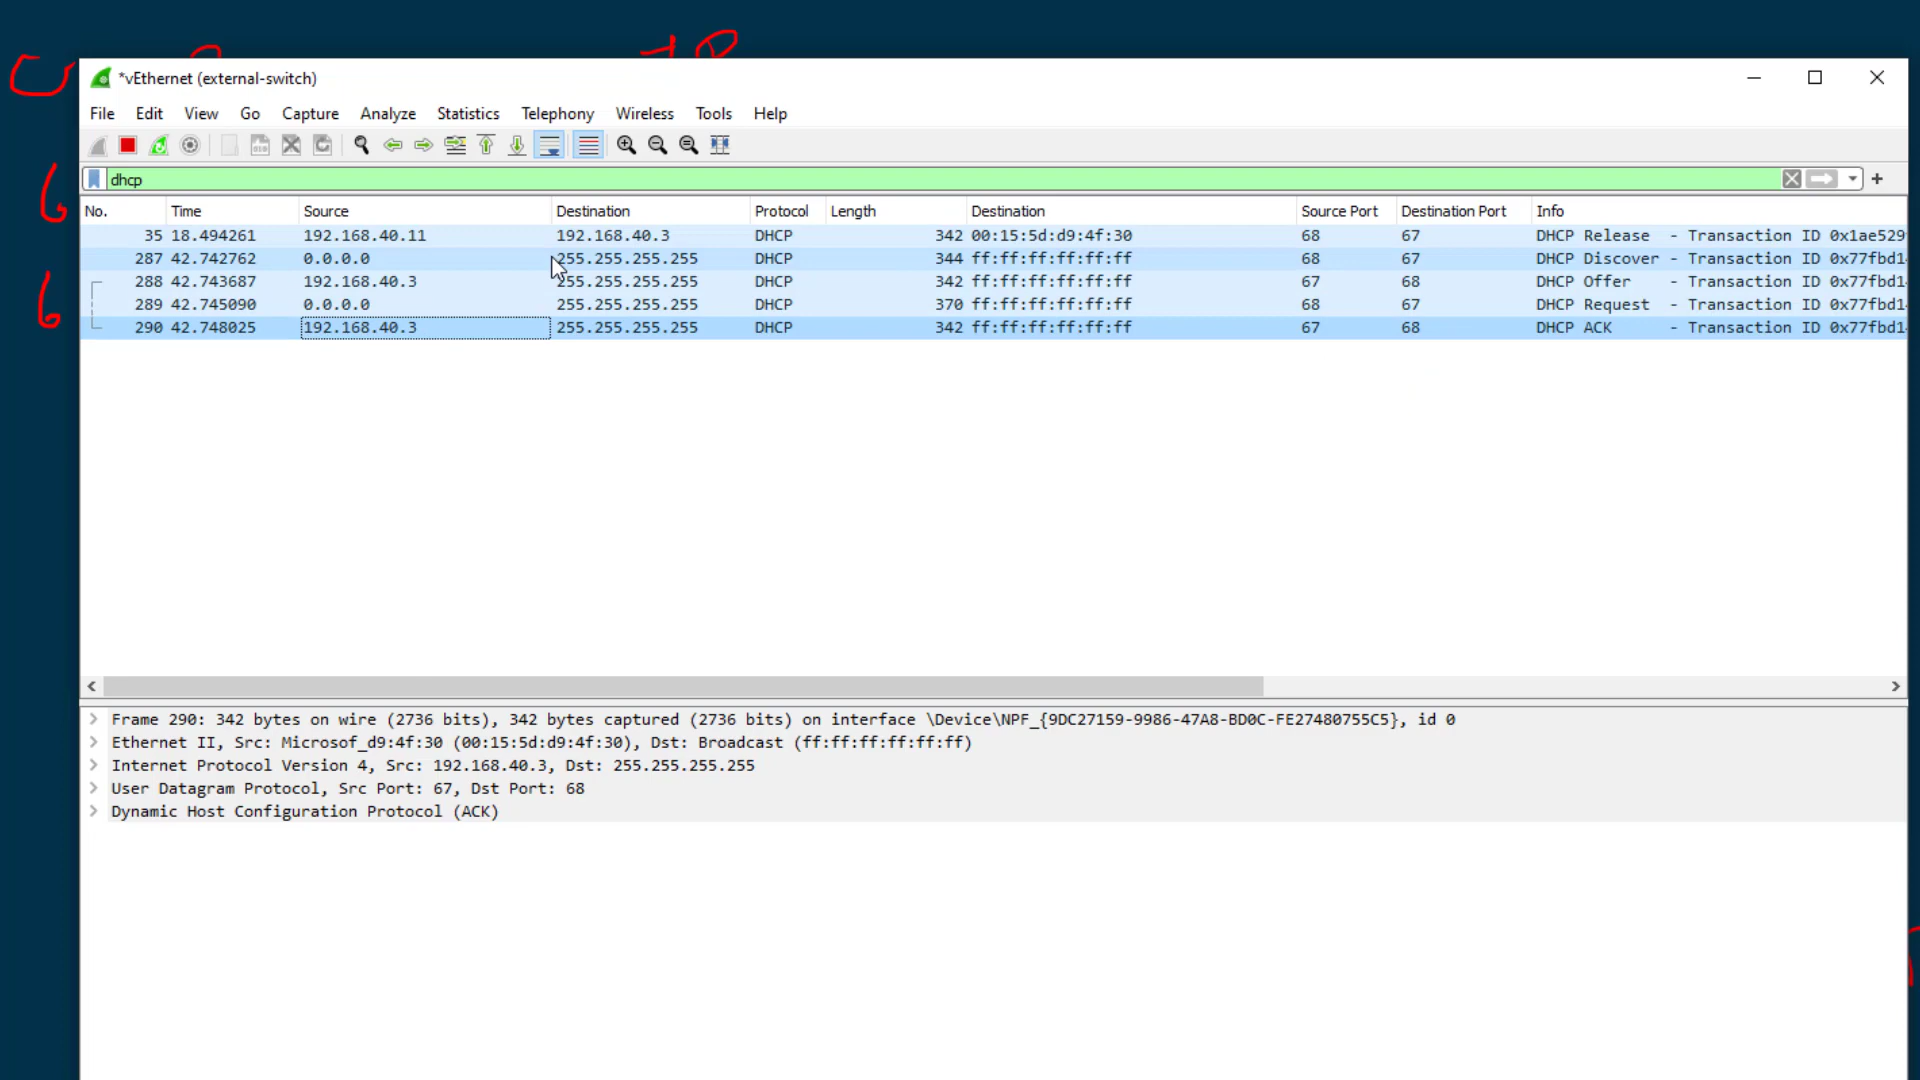 *vEthernet (external-switch)
File Edit View Go Capture Analyze Statistics Telephony Wireless Tools Help
dhcp
No. Time Source Destination Protocol Length Destination Source Port Destination Port Info
35 18.494261 192.168.40.11 192.168.40.3 DHCP 342 00:15:5d:d9:4f:30 68 67 DHCP Release - Transaction ID 0x1ae529
287 42.742762 0.0.0.0 255.255.255.255 DHCP 344 ff:ff:ff:ff:ff:ff 68 67 DHCP Discover - Transaction ID 0x77fbd1
288 42.743687 192.168.40.3 255.255.255.255 DHCP 342 ff:ff:ff:ff:ff:ff 67 68 DHCP Offer - Transaction ID 0x77fbd1
289 42.745090 0.0.0.0 255.255.255.255 DHCP 370 ff:ff:ff:ff:ff:ff 68 67 DHCP Request - Transaction ID 0x77fbd1
290 42.748025 192.168.40.3 255.255.255.255 DHCP 342 ff:ff:ff:ff:ff:ff 67 68 DHCP ACK - Transaction ID 0x77fbd1
Frame 290: 342 bytes on wire (2736 bits), 342 bytes captured (2736 bits) on interface \Device\NPF_{9DC27159-9986-47A8-BD0C-FE27480755C5}, id 0
Ethernet II, Src: Microsof_d9:4f:30 (00:15:5d:d9:4f:30), Dst: Broadcast (ff:ff:ff:ff:ff:ff)
Internet Protocol Version 4, Src: 192.168.40.3, Dst: 255.255.255.255
User Datagram Protocol, Src Port: 67, Dst Port: 68
Dynamic Host Configuration Protocol (ACK)